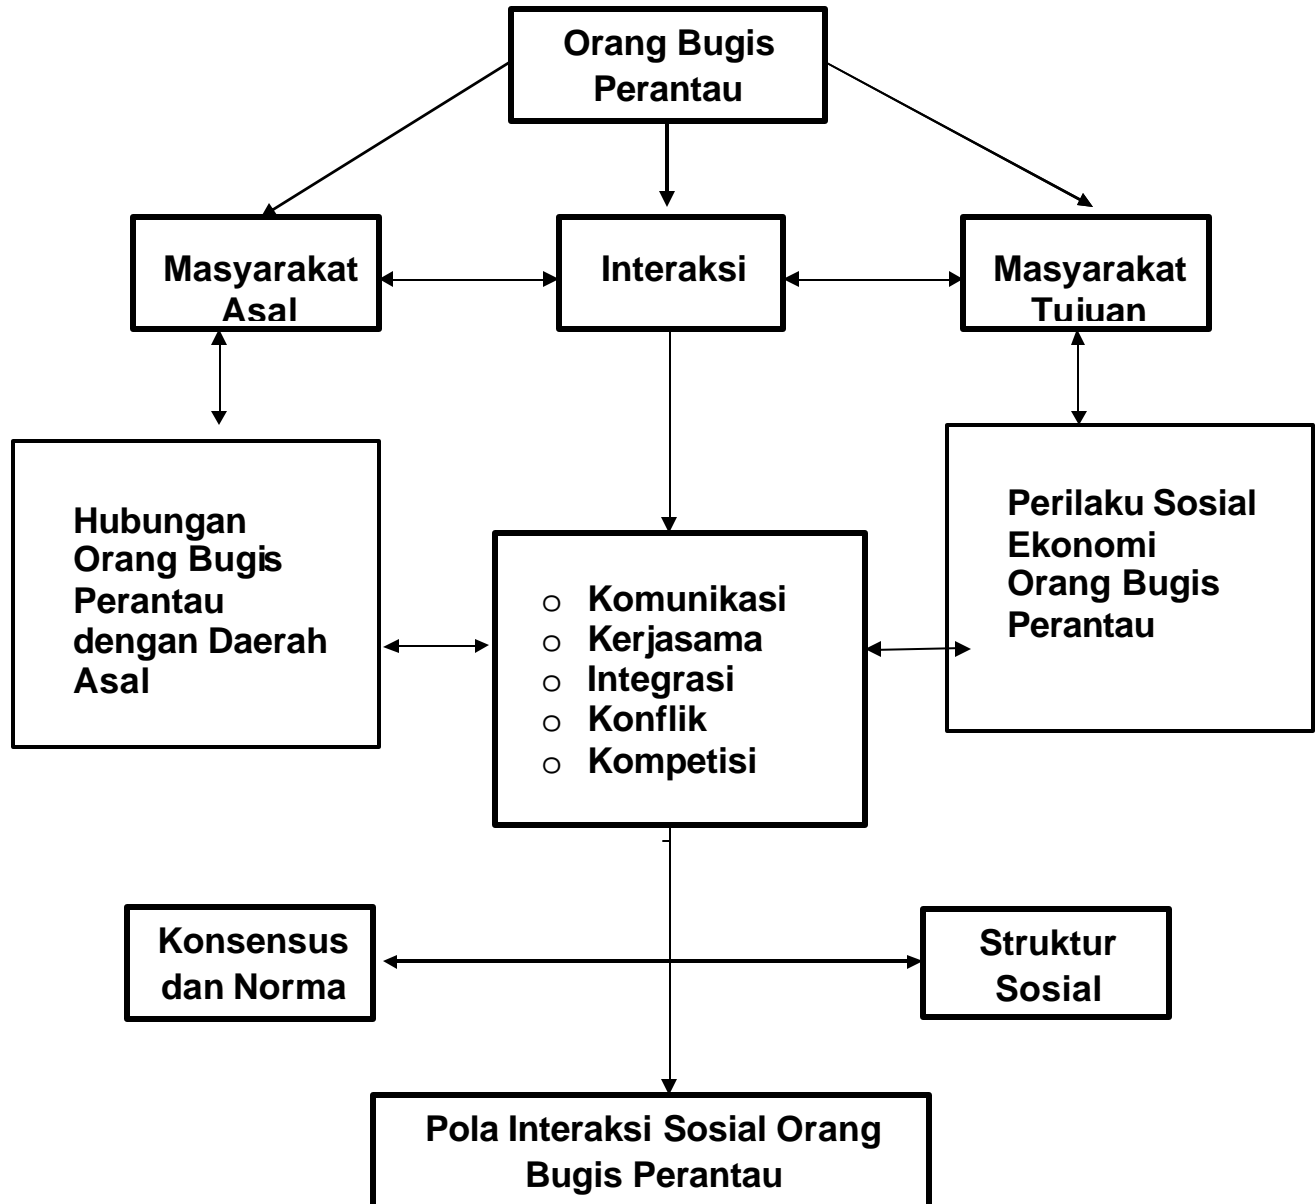 Orang Bugis
Perantau
Masyarakat
Asal
Interaksi
Masyarakat
Tujuan
Hubungan
Orang Bugis
Perantau
dengan Daerah
Asal
o Komunikasi
o Kerjasama
o Integrasi
o Konflik
o Kompetisi
Perilaku Sosial
Ekonomi
Orang Bugis
Perantau
Konsensus
dan Norma
Struktur
Sosial
Pola Interaksi Sosial Orang
Bugis Perantau